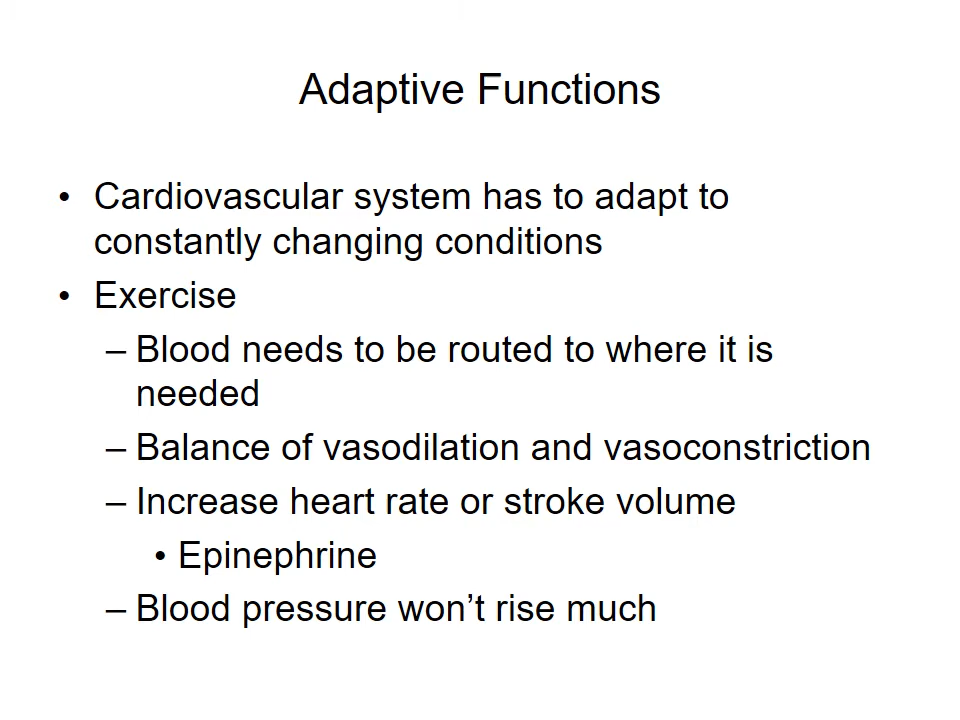 Adaptive Functions
• Cardiovascular system has to adapt to
constantly changing conditions
• Exercise
– Blood needs to be routed to where it is
needed
– Balance of vasodilation and vasoconstriction
– Increase heart rate or stroke volume
• Epinephrine
– Blood pressure won’t rise much